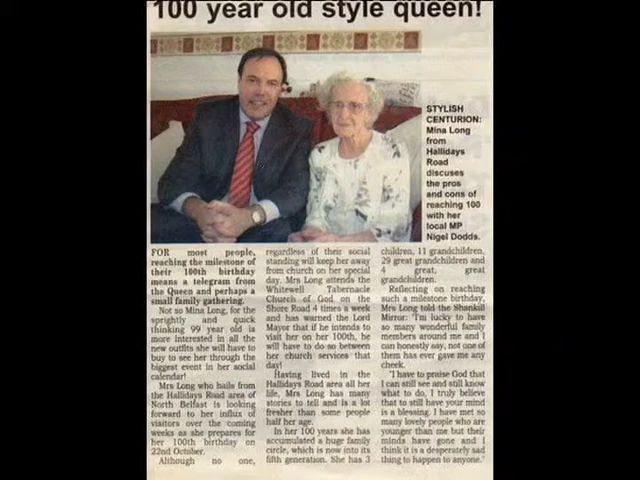 100 year old style queen!
STYLISH
CENTURION:
Mina Long
from
Hallidays
Road
discuses
the pros
and cons of
reaching 100
with her
local MP
Nigel Dodds.
FOR most people,
reaching the milestone of
their 100th birthday
means a telegram from
the Queen and perhaps a
small family gathering.
Not so Mina Long, for the
sprightly and quick
thinking 99 year old is
more interested in all the
new outfits she will have to
buy to see her through the
biggest event in her social
calendar!
Mrs Long who hails from
the Hallidays Road area of
North Belfast is looking
forward to her influx of
visitors over the coming
weeks as she prepares for
her 100th birthday on
22nd October.
Although no one,
regardless of their social
standing will keep her away
from church on her special
day. Mrs Long attends the
Whitewell Tabernacle
Church of God on the
Shore Road 4 times a week
and has warned the Lord
Mayor that if he intends to
visit her on her 100th, he
will have to do so between
her church services that
day!
Having lived in the
Hallidays Road area all her
life, Mrs Long has many
stories to tell and is a lot
fresher than some people
half her age.
In her 100 years she has
accumulated a huge family
circle, which is now into its
fifth generation. She has 3
children, 11 grandchildren,
29 great grandchildren and
4 great, great
grandchildren.
Reflecting on reaching
such a milestone birthday,
Mrs Long told the Shankill
Mirror: 'I'm lucky to have
so many wonderful family
members around me and I
can honestly say, not one of
them has ever gave me any
cheek.
"I have to praise God that
I can still see and still know
what to do, I truly believe
that to still have your mind
is a blessing. I have met so
many lovely people who are
younger than me but their
minds have gone and I
think it is a desperately sad
thing to happen to anyone."